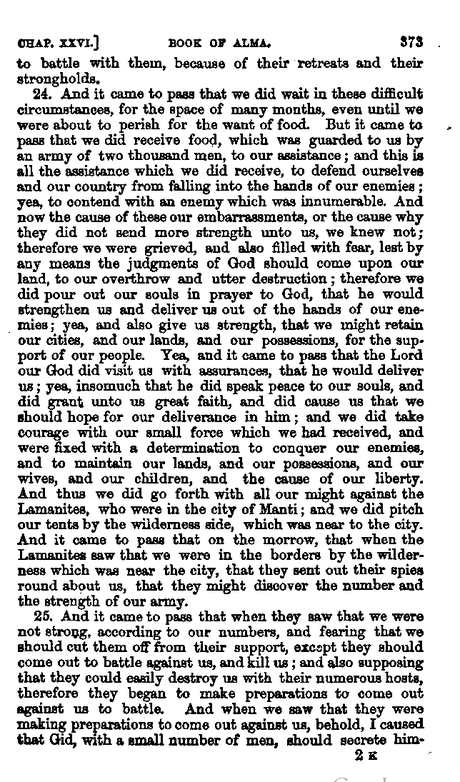 CHAP. XXVI.] BOOK OF ALMA. 373
to battle with them, because of their retreats and their
strongholds.
24. And it came to pass that we did wait in these difficult
circumstances, for the space of many months, even until we
were about to perish for the want of food. But it came to
pass that we did receive food, which was guarded to us by
an army of two thousand men, to our assistance; and this is
all the assistance which we did receive, to defend ourselves
and our country from falling into the hands of our enemies;
yea, to contend with an enemy which was innumerable. And
now the cause of these our embarrassments, or the cause why
they did not send more strength unto us, we knew not;
therefore we were grieved, and also filled with fear, lest by
any means the judgments of God should come upon our
land, to our overthrow and utter destruction; therefore we
did pour out our souls in prayer to God, that he would
strengthen us and deliver us out of the hands of our ene-
mies; yea, and also give us strength, that we might retain
our cities, and our lands, and our possessions, for the sup-
port of our people. Yea, and it came to pass that the Lord
our God did visit us with assurances, that he would deliver
us; yea, insomuch that he did speak peace to our souls, and
did grant unto us great faith, and did cause us that we
should hope for our deliverance in him; and we did take
courage with our small force which we had received, and
were fixed with a determination to conquer our enemies,
and to maintain our lands, and our possessions, and our
wives, and our children, and the cause of our liberty.
And thus we did go forth with all our might against the
Lamanites, who were in the city of Manti; and we did pitch
our tents by the wilderness side, which was near to the city.
And it came to pass that on the morrow, that when the
Lamanites saw that we were in the borders by the wilder-
ness which was near the city, that they sent out their spies
round about us, that they might discover the number and
the strength of our army.
25. And it came to pass that when they saw that we were
not strong, according to our numbers, and fearing that we
should cut them off from their support, except they should
come out to battle against us, and kill us; and also supposing
that they could easily destroy us with their numerous hosts,
therefore they began to make preparations to come out
against us to battle. And when we saw that they were
making preparations to come out against us, behold, I caused
that Gid, with a small number of men, should secrete him-
2 K